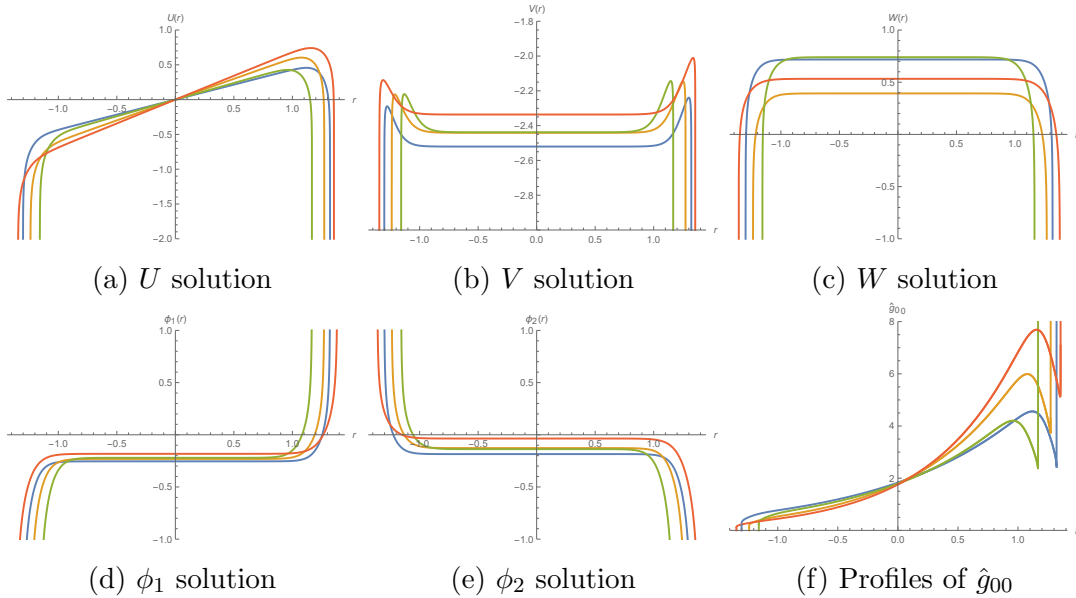 U(r)
1.0
0.5
−1.0 −0.5 0.5 1.0 r
−0.5
−1.0
−1.5
−2.0
(a) U solution
V(r)
−1.8
−2.0
−2.2
−2.4
−2.6
−2.8
−1.0 −0.5 0.0 0.5 1.0 r
(b) V solution
W(r)
1.0
0.5
−1.0 −0.5 0.5 1.0
−0.5
−1.0
(c) W solution
ϕ₁(r)
1.0
0.5
−1.0 −0.5 0.5 1.0 r
−0.5
−1.0
(d) ϕ₁ solution
ϕ₂(r)
1.0
0.5
−1.0 −0.5 0.5 1.0 r
−0.5
−1.0
(e) ϕ₂ solution
ĝ₀₀
8
6
4
2
−1.0 −0.5 0.0 0.5 1.0
(f) Profiles of ĝ₀₀